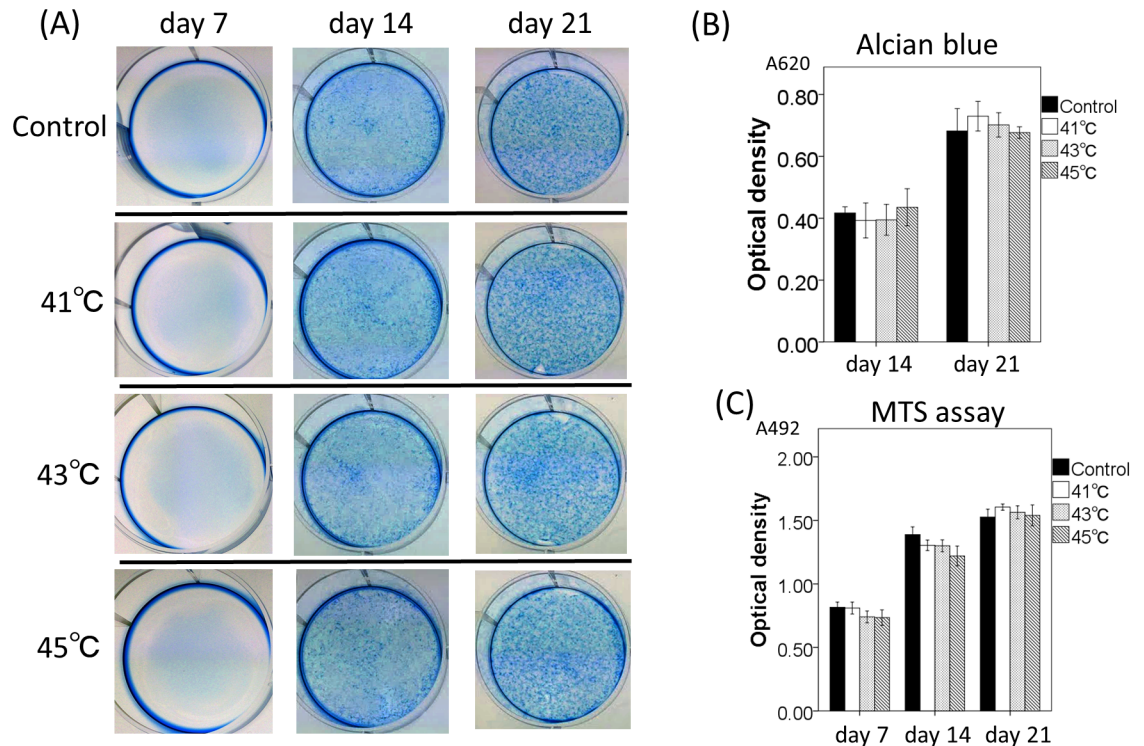 (A)
day 7 day 14 day 21
Control
41℃
43℃
45℃
(B)
Alcian blue
A620
Optical density
0.80
0.60
0.40
0.20
0.00
day 14 day 21
Control
41℃
43℃
45℃
(C)
MTS assay
A492
Optical density
2.00
1.50
1.00
0.50
0.00
day 7 day 14 day 21
Control
41℃
43℃
45℃